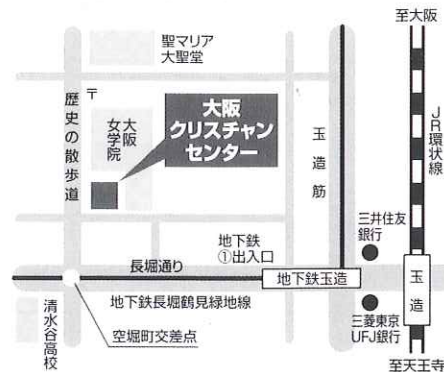 至大阪
聖マリア
大聖堂
〒
歴史の散歩道
大阪
女学院
大阪
クリスチャン
センター
玉造筋
JR環状線
三井住友
銀行
地下鉄
①出入口
長堀通り
地下鉄玉造
玉造
地下鉄長堀鶴見緑地線
清水谷高校
空堀町交差点
三菱東京
UFJ銀行
至天王寺